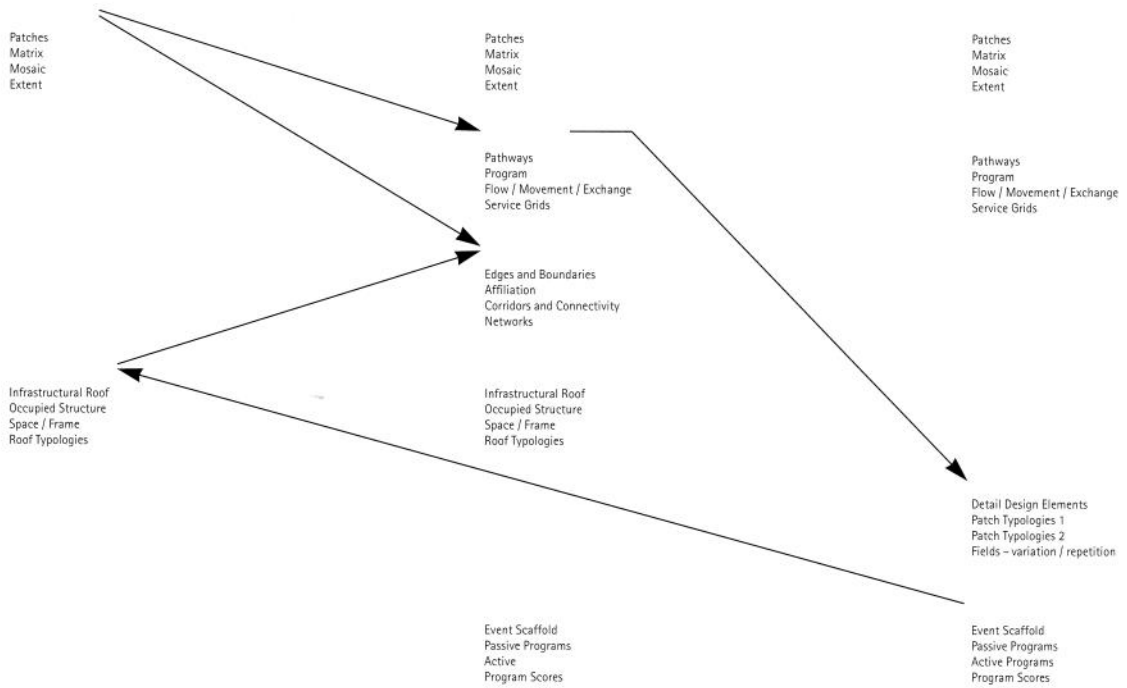 Patches
Matrix
Mosaic
Extent
Infrastructural Roof
Occupied Structure
Space / Frame
Roof Typologies
Patches
Matrix
Mosaic
Extent
Pathways
Program
Flow / Movement / Exchange
Service Grids
Edges and Boundaries
Affiliation
Corridors and Connectivity
Networks
Infrastructural Roof
Occupied Structure
Space / Frame
Roof Typologies
Event Scaffold
Passive Programs
Active
Program Scores
Patches
Matrix
Mosaic
Extent
Pathways
Program
Flow / Movement / Exchange
Service Grids
Detail Design Elements
Patch Typologies 1
Patch Typologies 2
Fields – variation / repetition
Event Scaffold
Passive Programs
Active Programs
Program Scores